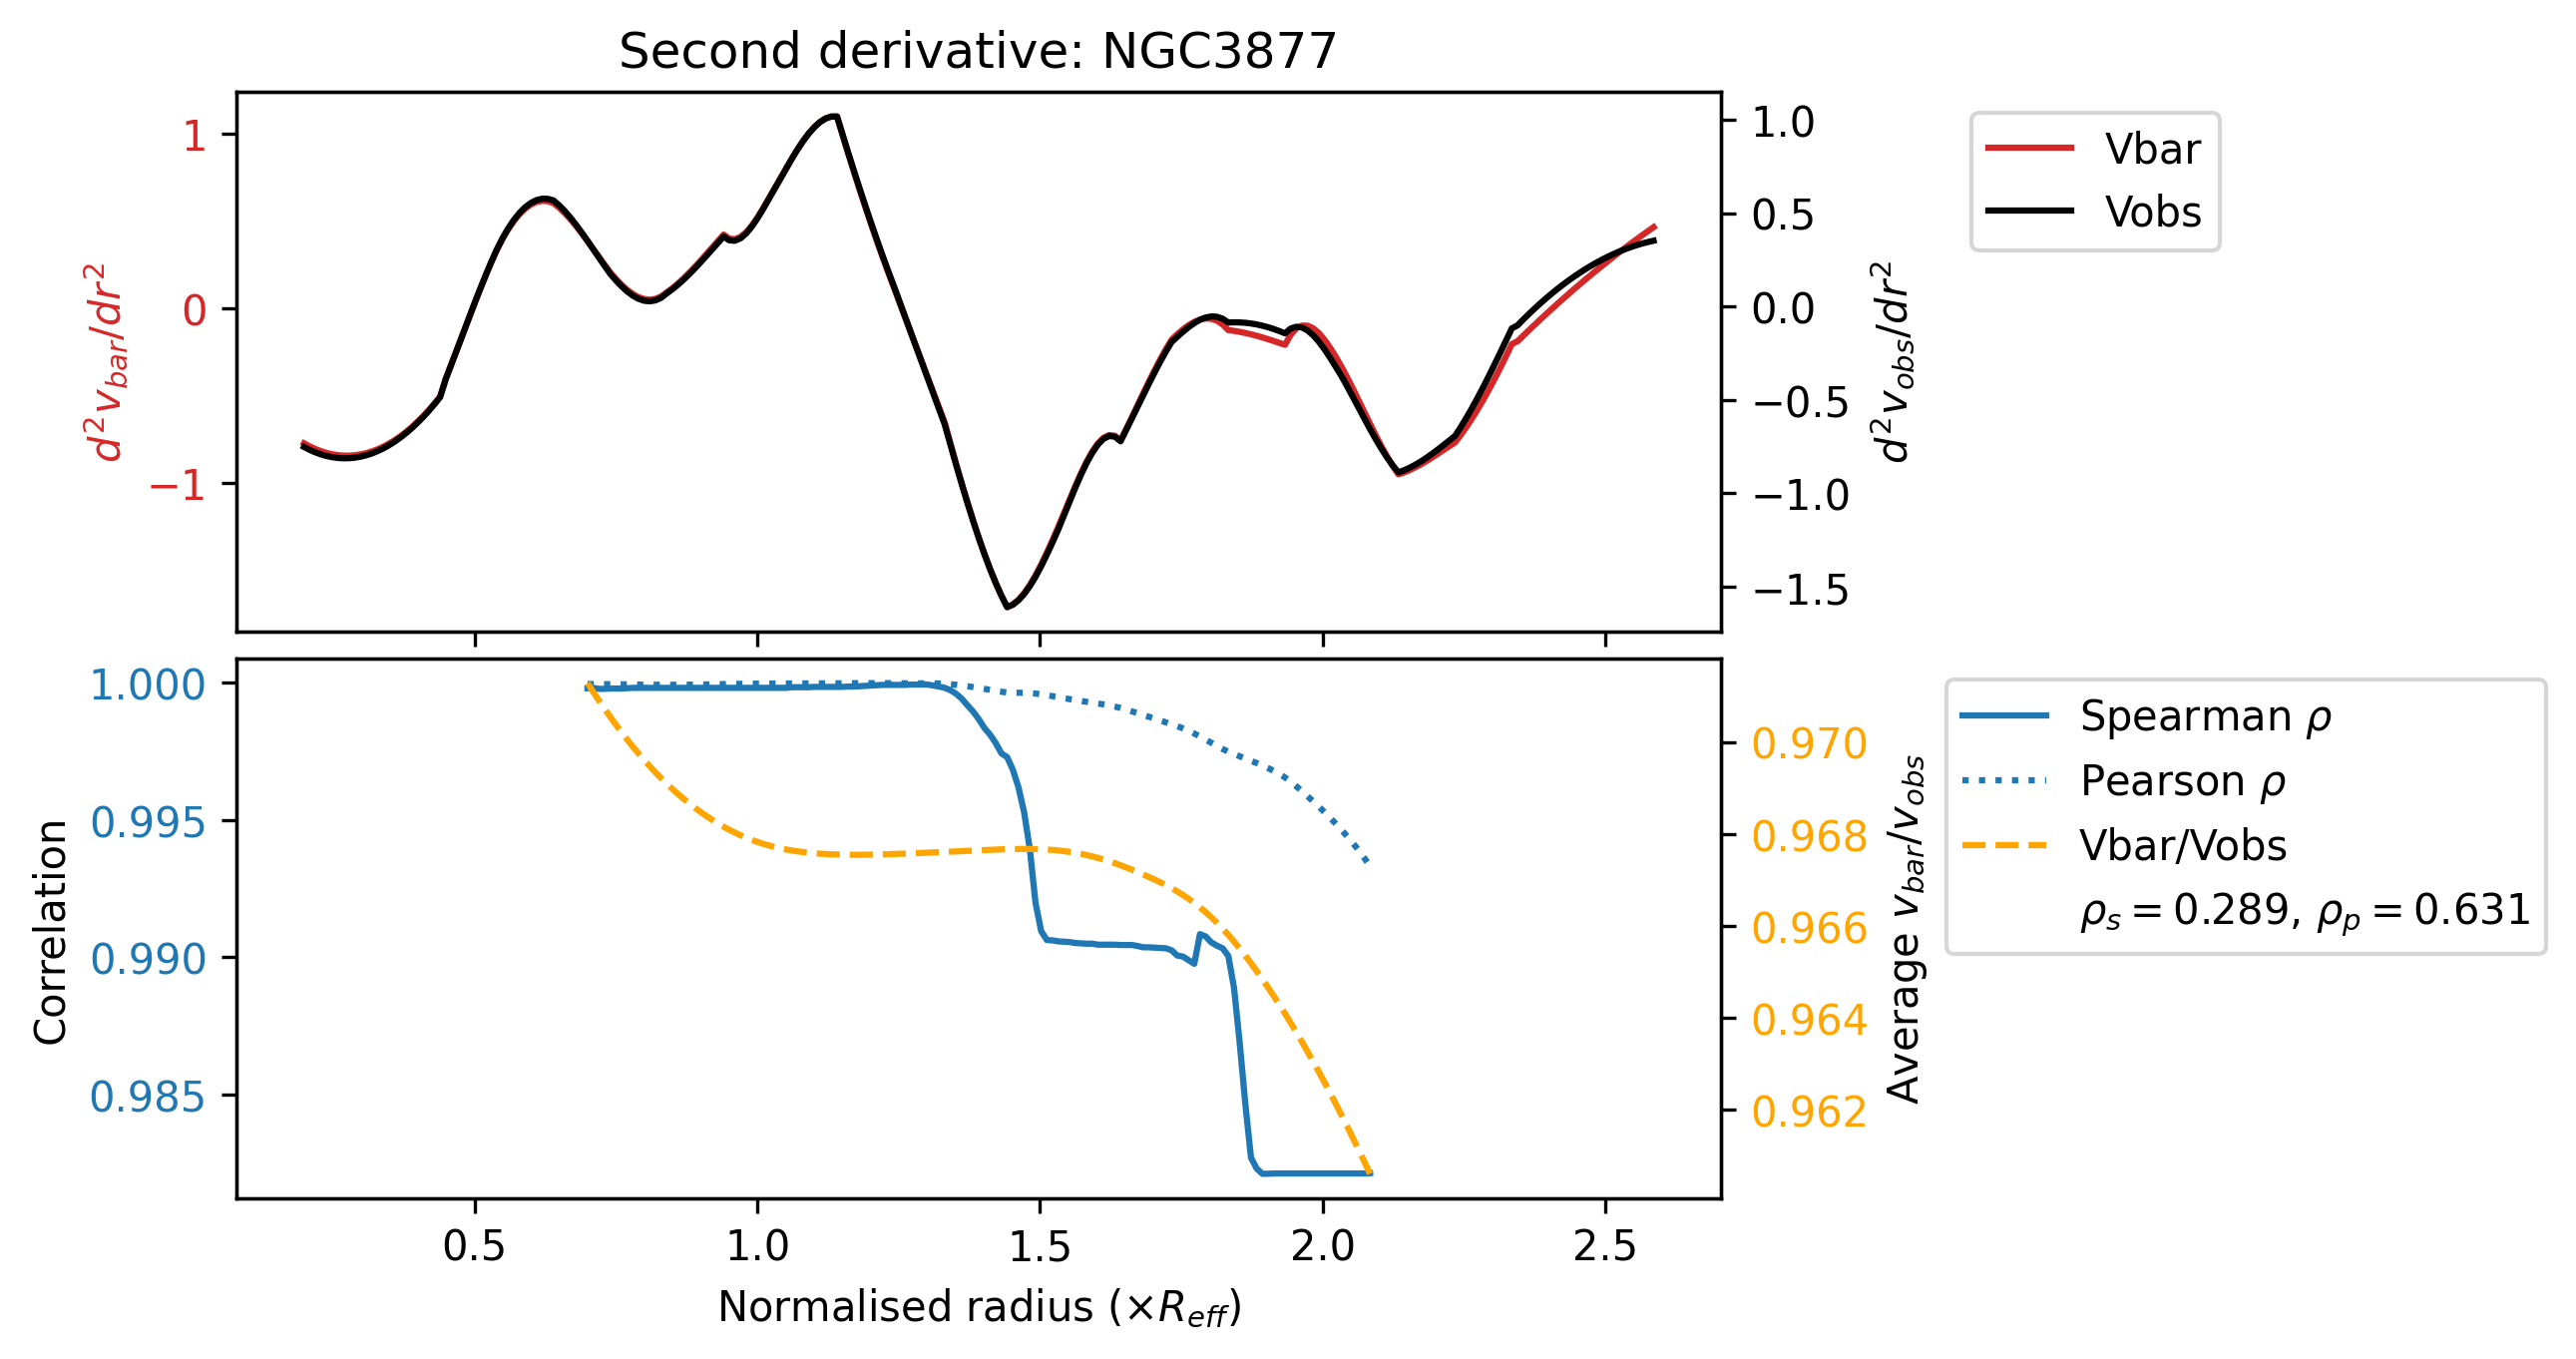 Second derivative: NGC3877
1
0
−1
d²v_bar/dr²
1.0
0.5
0.0
−0.5
−1.0
−1.5
d²v_obs/dr²
Vbar
Vobs
1.000
0.995
0.990
0.985
Correlation
0.970
0.968
0.966
0.964
0.962
Average v_bar/v_obs
Spearman ρ
Pearson ρ
Vbar/Vobs
ρ_s = 0.289, ρ_p = 0.631
0.5 1.0 1.5 2.0 2.5
Normalised radius (×R_eff)